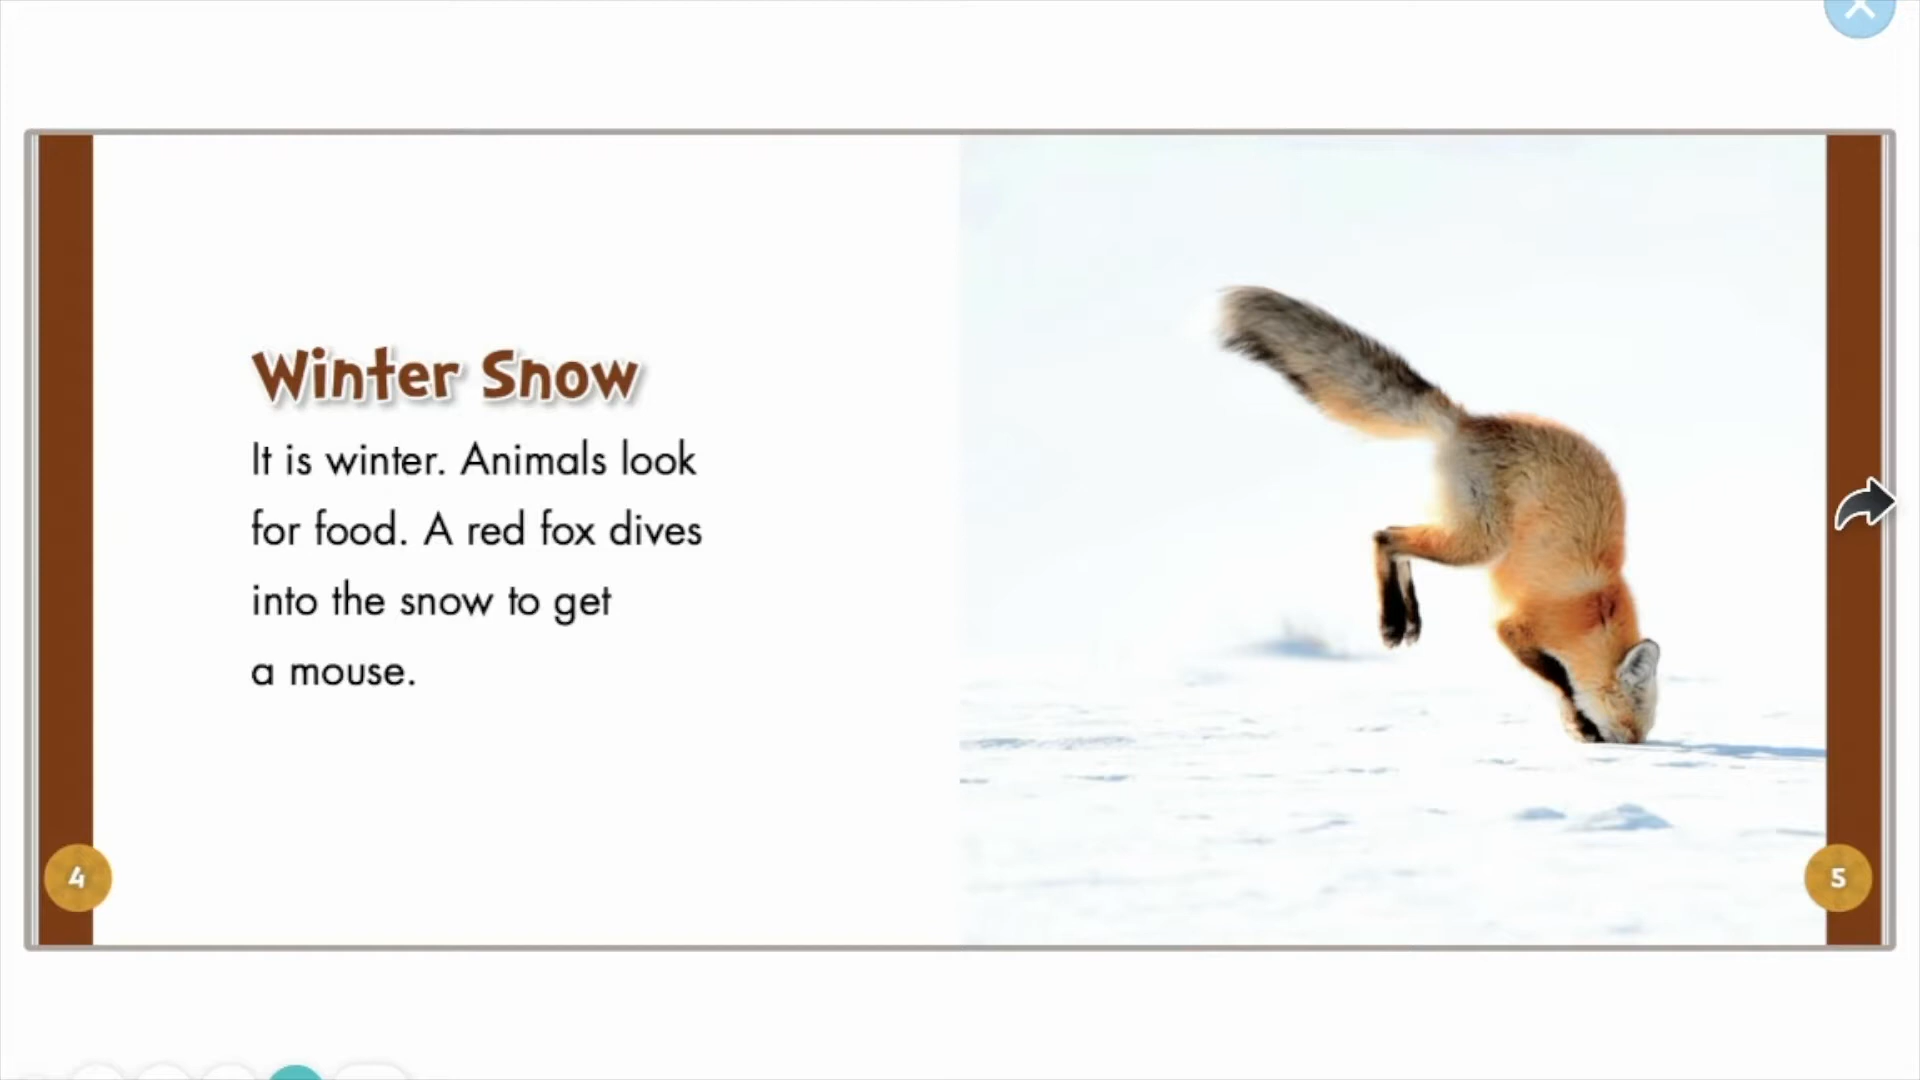 Winter Snow
It is winter. Animals look
for food. A red fox dives
into the snow to get
a mouse.
4
5